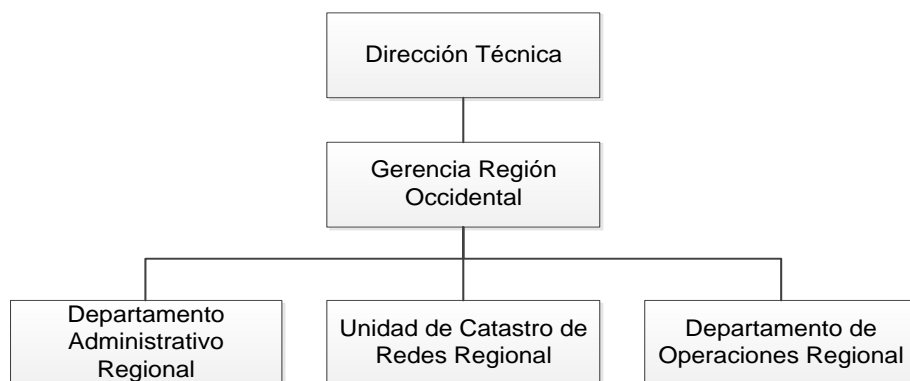 Dirección Técnica
Gerencia Región
Occidental
Departamento
Administrativo
Regional
Unidad de Catastro de
Redes Regional
Departamento de
Operaciones Regional